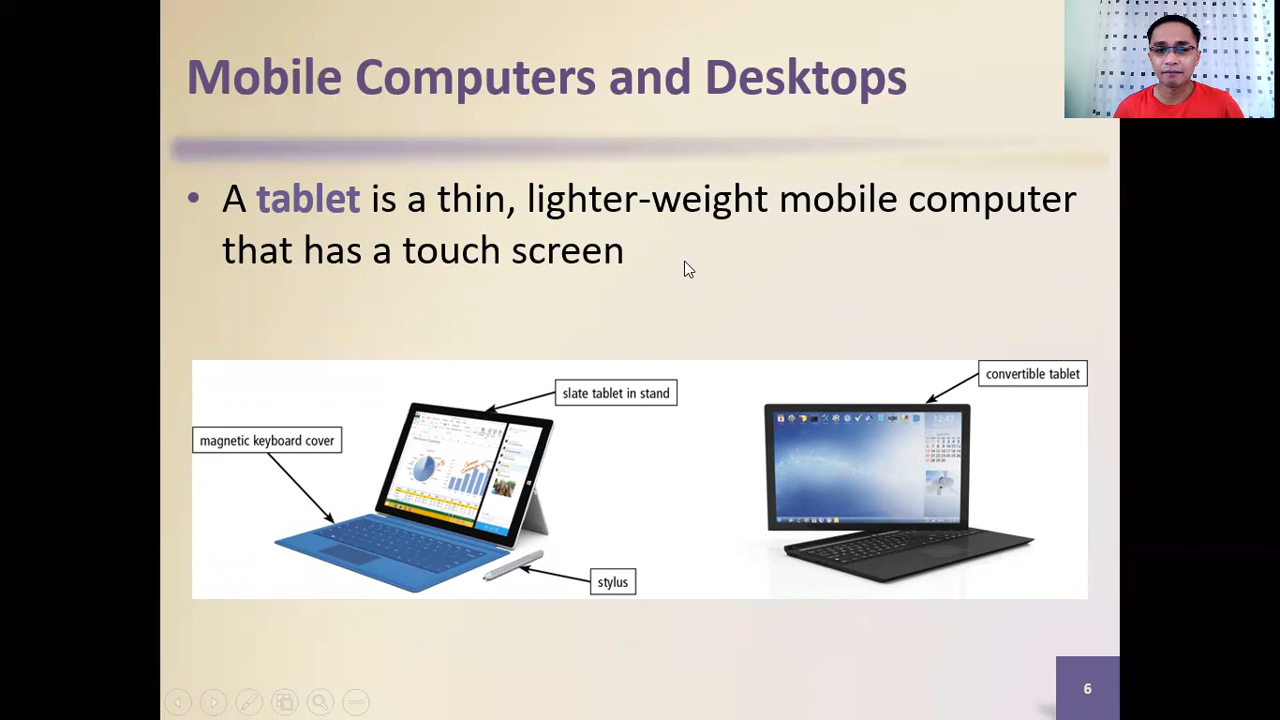 Mobile Computers and Desktops
• A tablet is a thin, lighter-weight mobile computer
that has a touch screen
slate tablet in stand
magnetic keyboard cover
stylus
convertible tablet
6